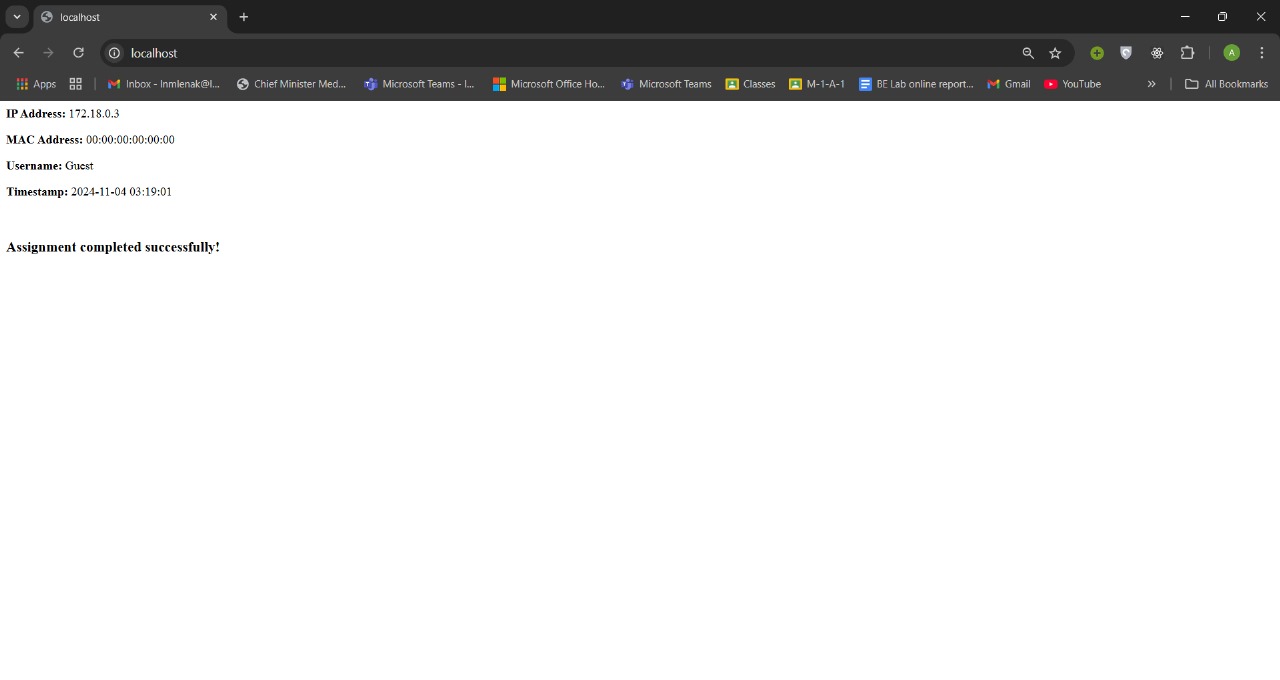 localhost
localhost
Apps
Inbox - Inmlenak@l...
Chief Minister Med...
Microsoft Teams - I...
Microsoft Office Ho...
Microsoft Teams
Classes
M-1-A-1
BE Lab online report...
Gmail
YouTube
All Bookmarks
IP Address: 172.18.0.3
MAC Address: 00:00:00:00:00:00
Username: Guest
Timestamp: 2024-11-04 03:19:01
Assignment completed successfully!